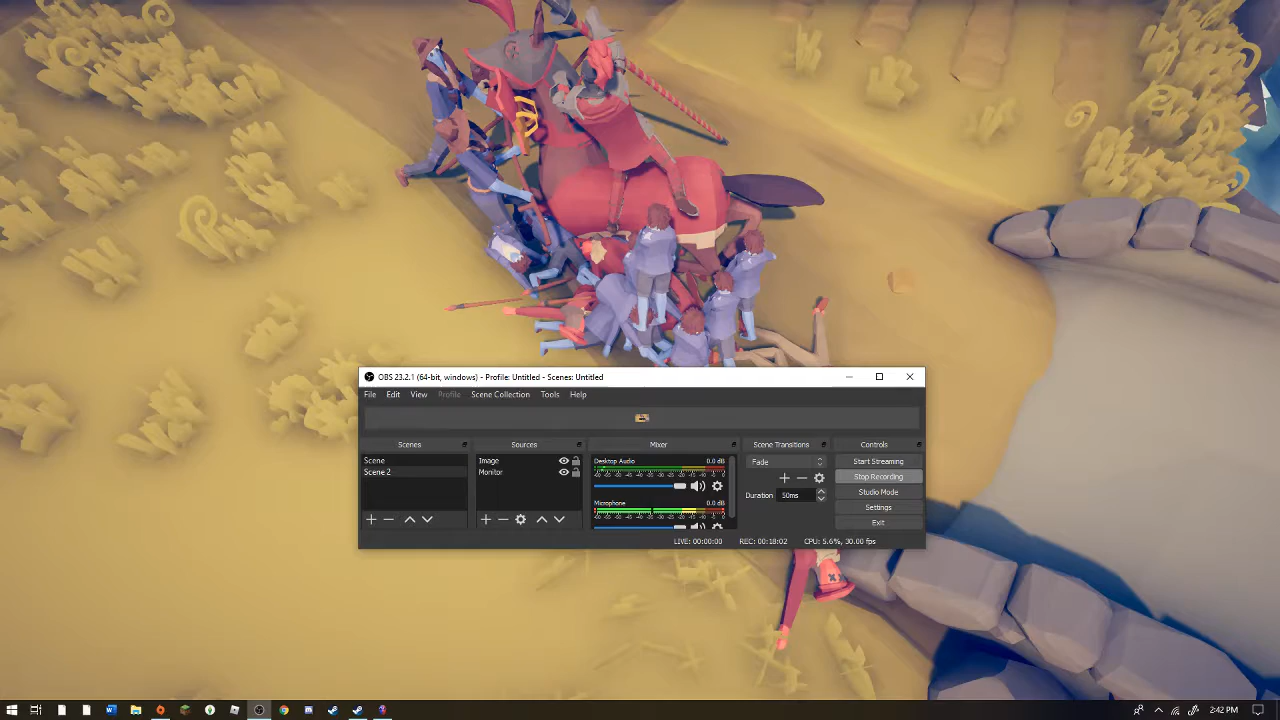 OBS 23.2.1 (64-bit, windows) - Profile: Untitled - Scenes: Untitled
File Edit View Profile Scene Collection Tools Help
Scenes Sources Mixer Scene Transitions Controls
Scene
Scene 2
Image
Monitor
Desktop Audio 0.0 dB
Microphone 0.0 dB
Fade
Duration 50ms
Start Streaming
Stop Recording
Studio Mode
Settings
Exit
LIVE: 00:00:00 REC: 00:18:02 CPU: 5.6%, 30.00 fps
2:42 PM